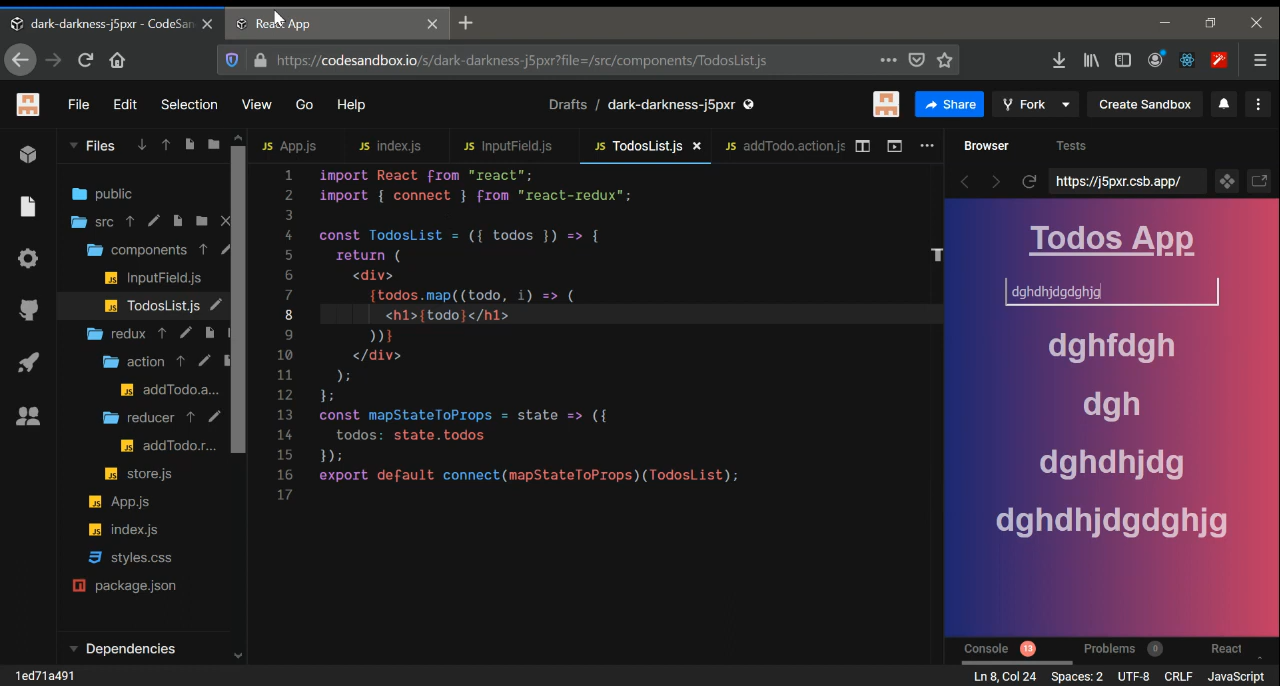 dark-darkness-j5pxr - CodeSan
React App
https://codesandbox.io/s/dark-darkness-j5pxr?file=/src/components/TodosList.js
File Edit Selection View Go Help
Drafts / dark-darkness-j5pxr
Share
Fork
Create Sandbox
Files
public
src
components
InputField.js
TodosList.js
redux
action
addTodo.a...
reducer
addTodo.r...
store.js
App.js
index.js
styles.css
package.json
Dependencies
JS App.js
JS index.js
JS InputField.js
JS TodosList.js
JS addTodo.action.js
1 import React from "react";
2 import { connect } from "react-redux";
3
4 const TodosList = ({ todos }) => {
5 return (
6 <div>
7 {todos.map((todo, i) => (
8 <h1>{todo}</h1>
9 ))}
10 </div>
11 );
12 };
13 const mapStateToProps = state => ({
14 todos: state.todos
15 });
16 export default connect(mapStateToProps)(TodosList);
17
Browser
Tests
https://j5pxr.csb.app/
Todos App
dghdhjdgdghjg
dghfdgh
dgh
dghdhjdg
dghdhjdgdghjg
Console 13
Problems 0
React
1ed71a491
Ln 8, Col 24 Spaces: 2 UTF-8 CRLF JavaScript